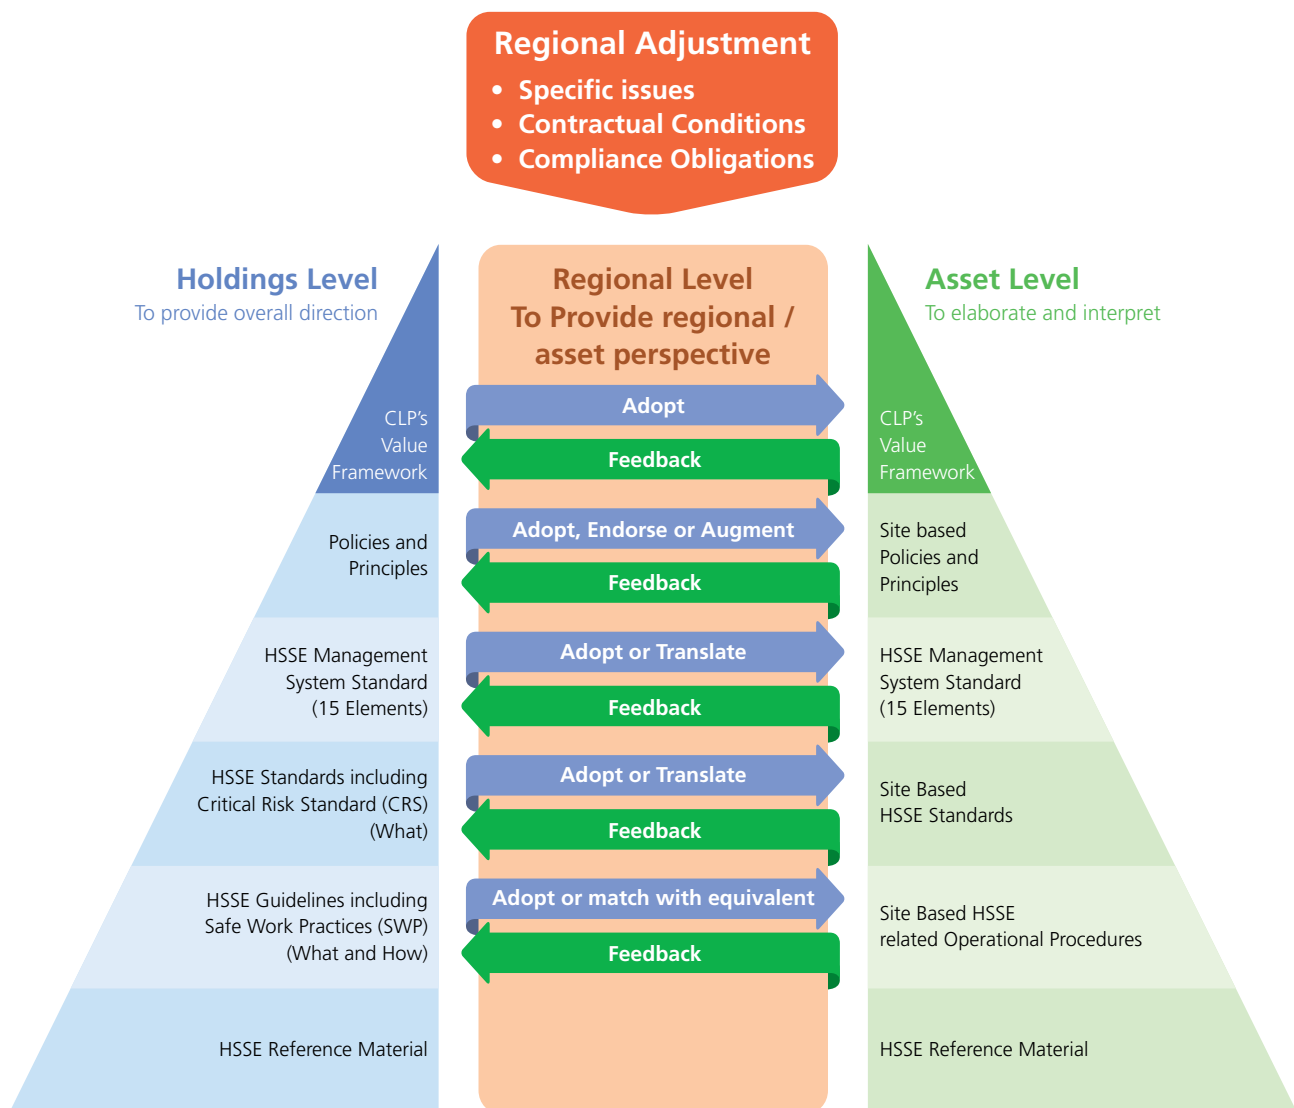 Regional Adjustment
• Specific issues
• Contractual Conditions
• Compliance Obligations
Holdings Level
To provide overall direction
Regional Level
To Provide regional /
asset perspective
Asset Level
To elaborate and interpret
CLP’s
Value
Framework
Adopt
Feedback
CLP’s
Value
Framework
Policies and
Principles
Adopt, Endorse or Augment
Feedback
Site based
Policies and
Principles
HSSE Management
System Standard
(15 Elements)
Adopt or Translate
Feedback
HSSE Management
System Standard
(15 Elements)
HSSE Standards including
Critical Risk Standard (CRS)
(What)
Adopt or Translate
Feedback
Site Based
HSSE Standards
HSSE Guidelines including
Safe Work Practices (SWP)
(What and How)
Adopt or match with equivalent
Feedback
Site Based HSSE
related Operational Procedures
HSSE Reference Material
HSSE Reference Material